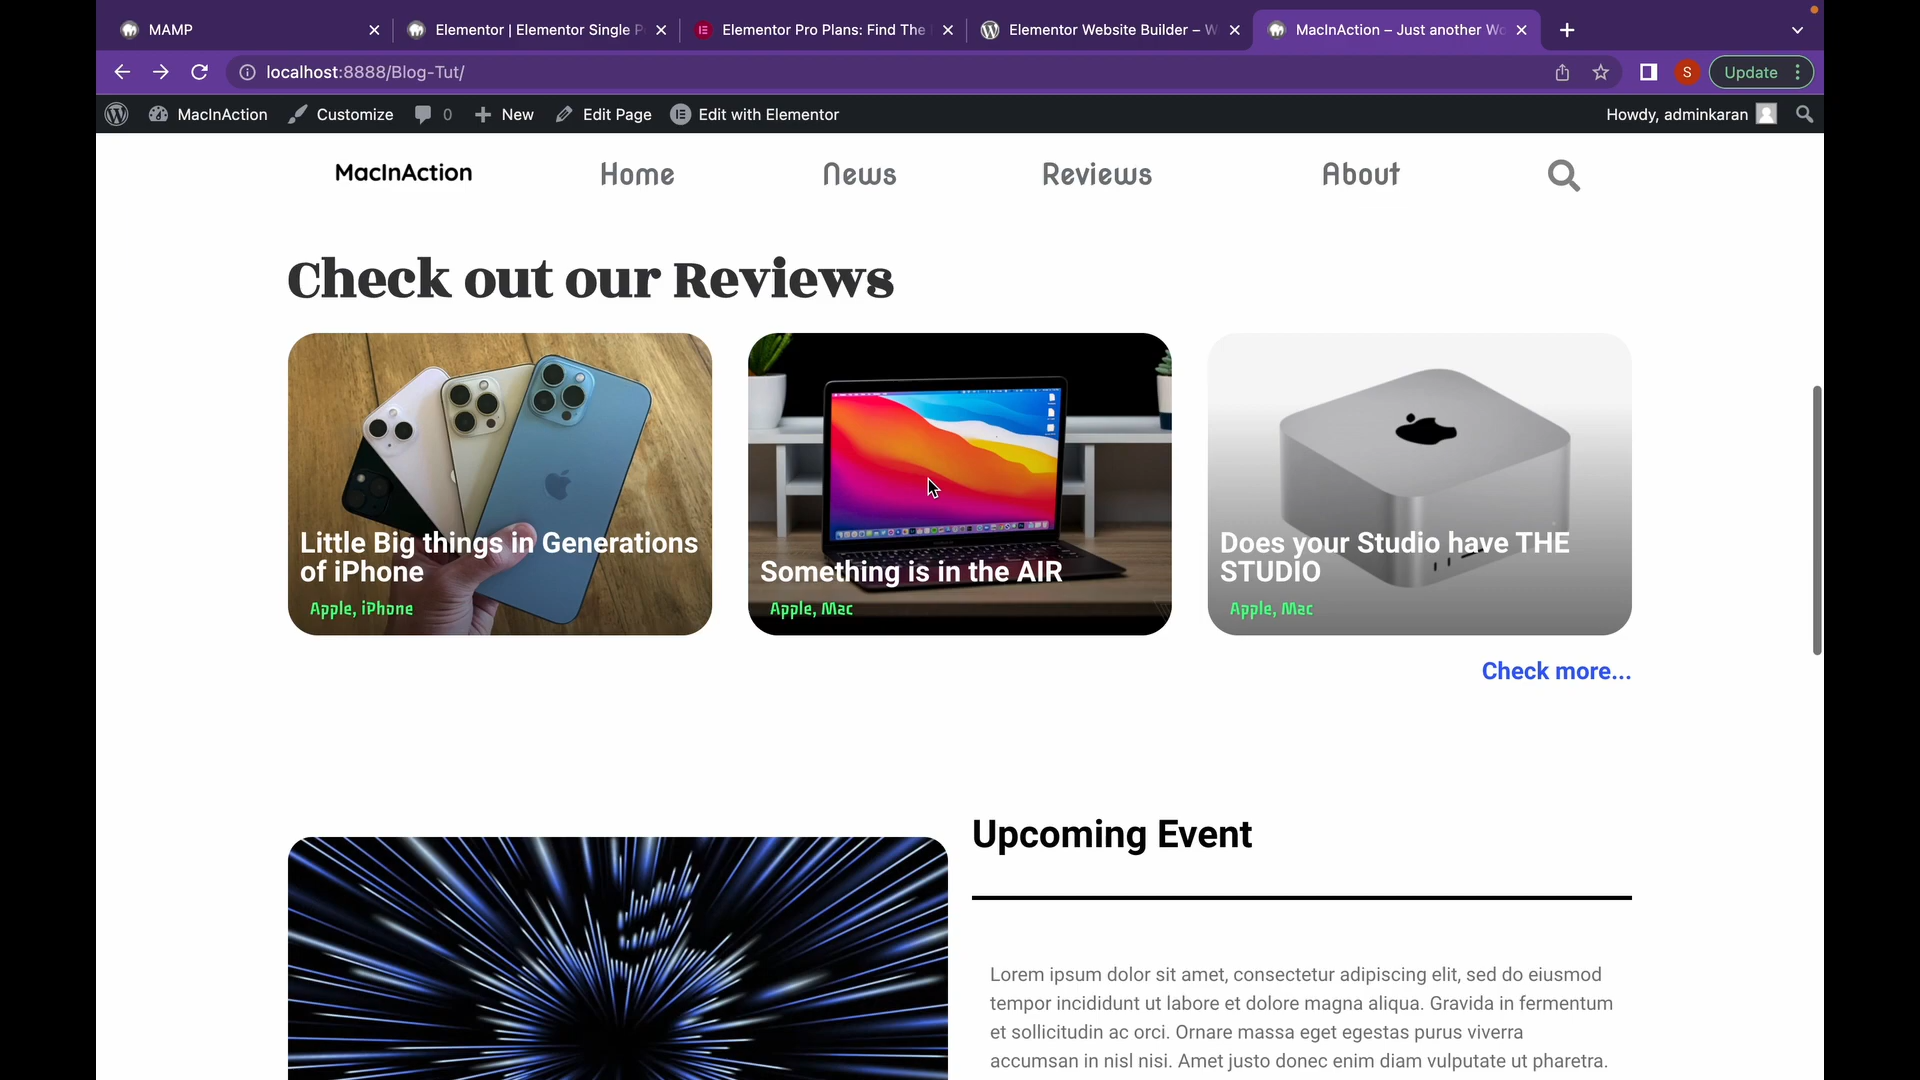 MAMP
Elementor | Elementor Single P
Elementor Pro Plans: Find The
Elementor Website Builder – W
MacInAction – Just another Wo
localhost:8888/Blog-Tut/
S
Update
MacInAction
Customize
0
New
Edit Page
Edit with Elementor
Howdy, adminkaran
MacInAction
Home
News
Reviews
About
Check out our Reviews
Little Big things in Generations
of iPhone
Apple, iPhone
Something is in the AIR
Apple, Mac
Does your Studio have THE
STUDIO
Apple, Mac
Check more...
Upcoming Event
Lorem ipsum dolor sit amet, consectetur adipiscing elit, sed do eiusmod
tempor incididunt ut labore et dolore magna aliqua. Gravida in fermentum
et sollicitudin ac orci. Ornare massa eget egestas purus viverra
accumsan in nisl nisi. Amet justo donec enim diam vulputate ut pharetra.